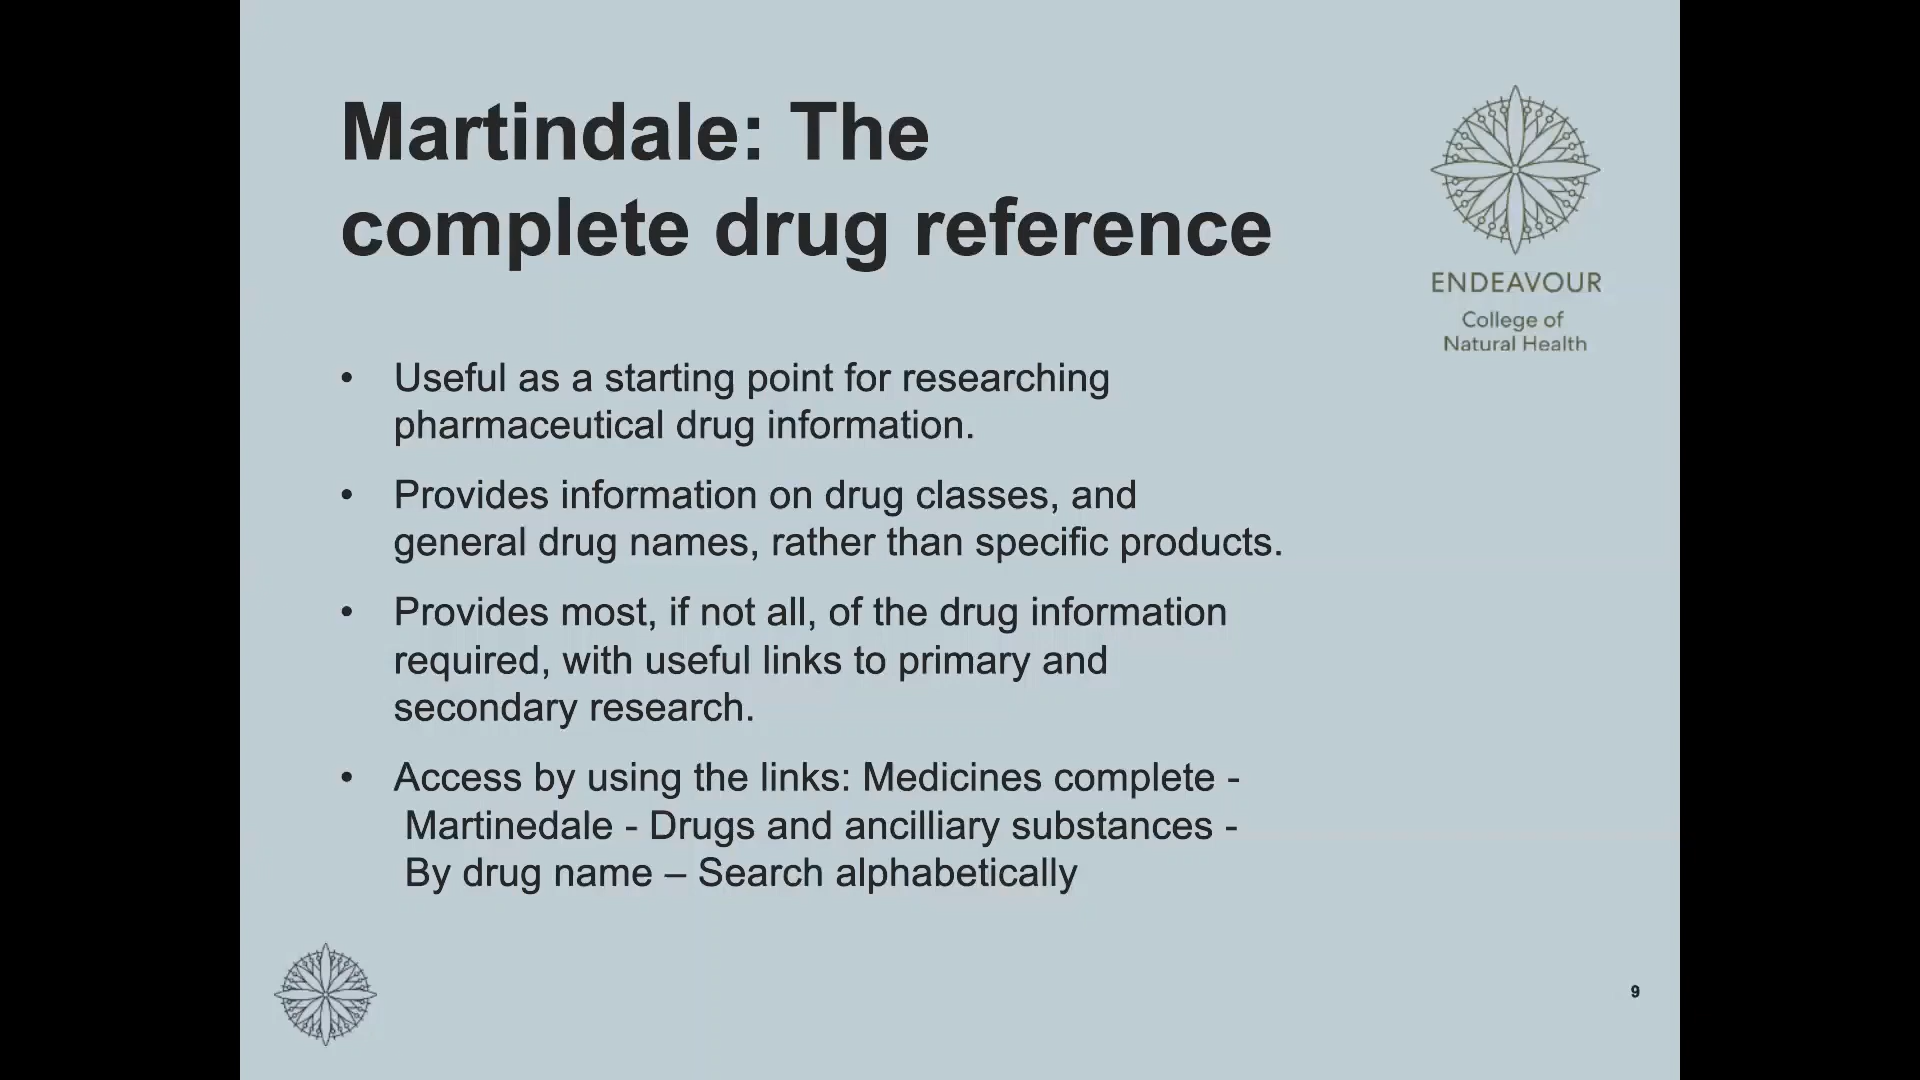 Martindale: The
complete drug reference
ENDEAVOUR
College of
Natural Health
• Useful as a starting point for researching
pharmaceutical drug information.
• Provides information on drug classes, and
general drug names, rather than specific products.
• Provides most, if not all, of the drug information
required, with useful links to primary and
secondary research.
• Access by using the links: Medicines complete -
Martinedale - Drugs and ancilliary substances -
By drug name – Search alphabetically
9